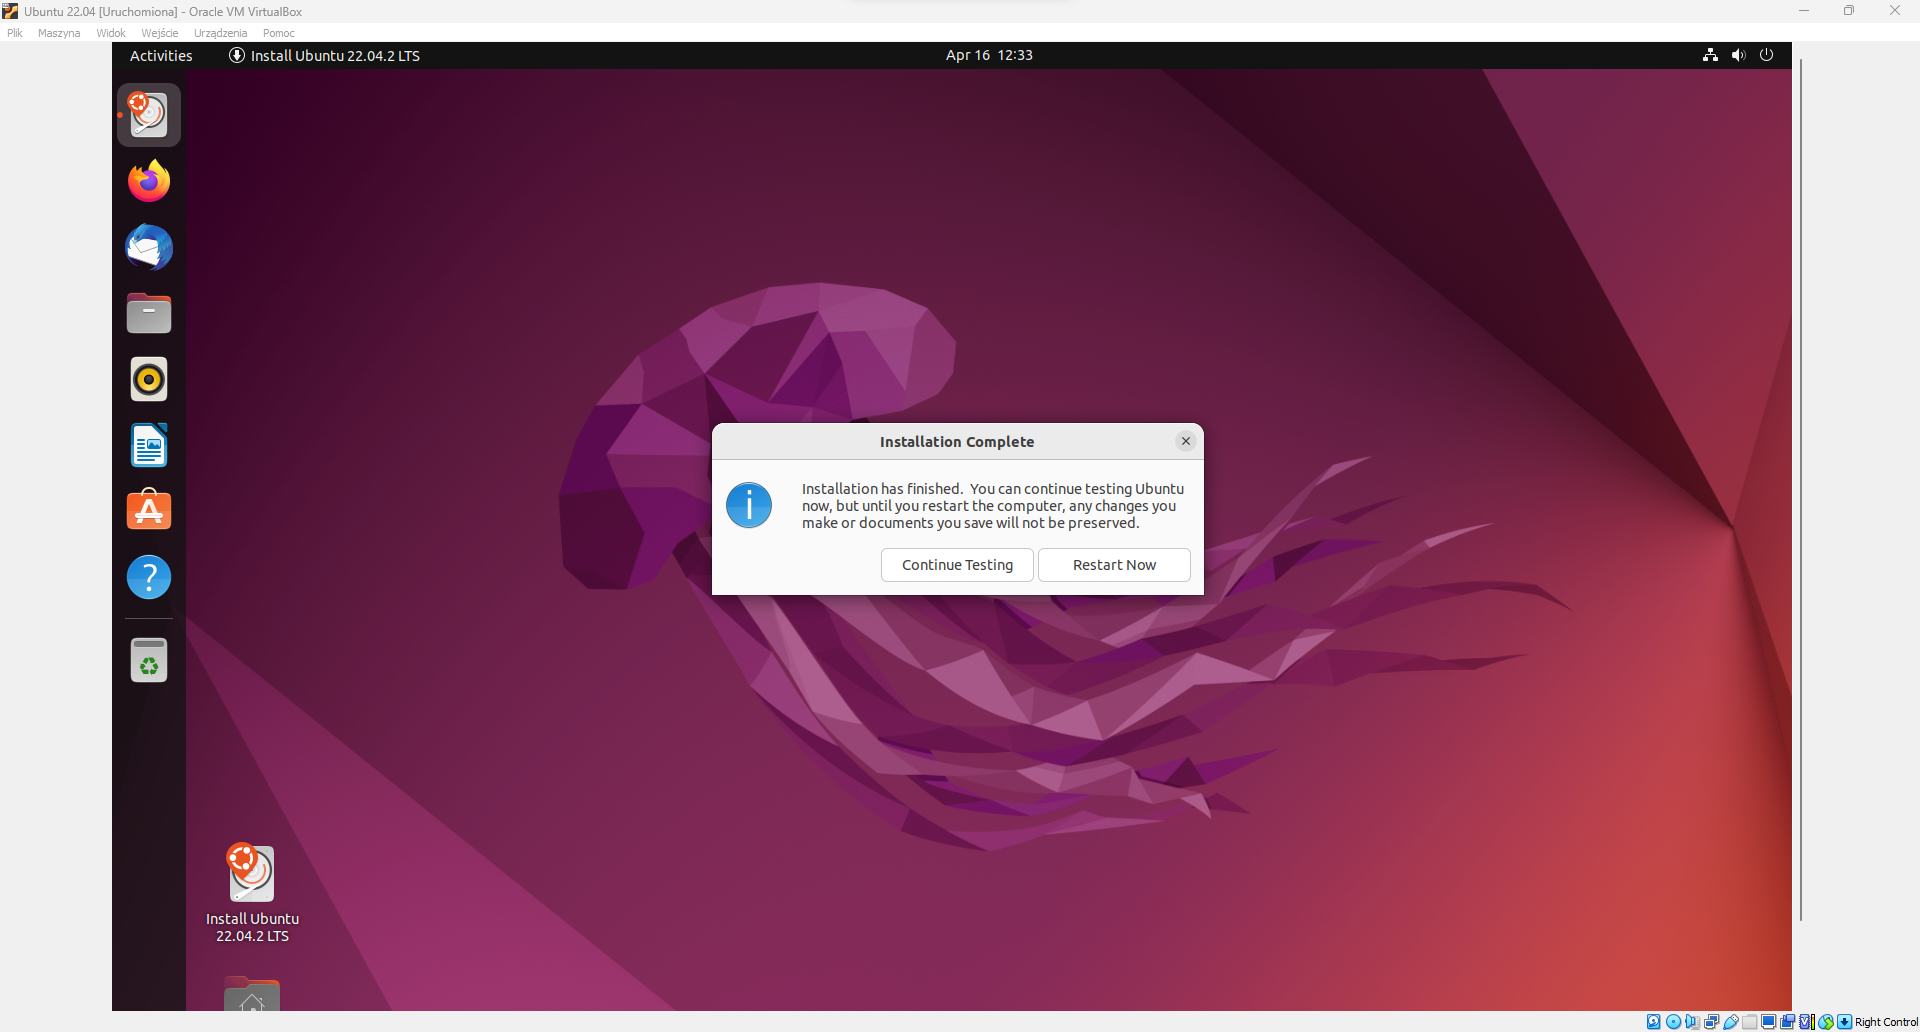 Ubuntu 22.04 [Uruchomiona] - Oracle VM VirtualBox
Plik Maszyna Widok Wejście Urządzenia Pomoc
Activities Install Ubuntu 22.04.2 LTS Apr 16 12:33
Installation Complete
Installation has finished. You can continue testing Ubuntu
now, but until you restart the computer, any changes you
make or documents you save will not be preserved.
Continue Testing Restart Now
Install Ubuntu
22.04.2 LTS
Right Control